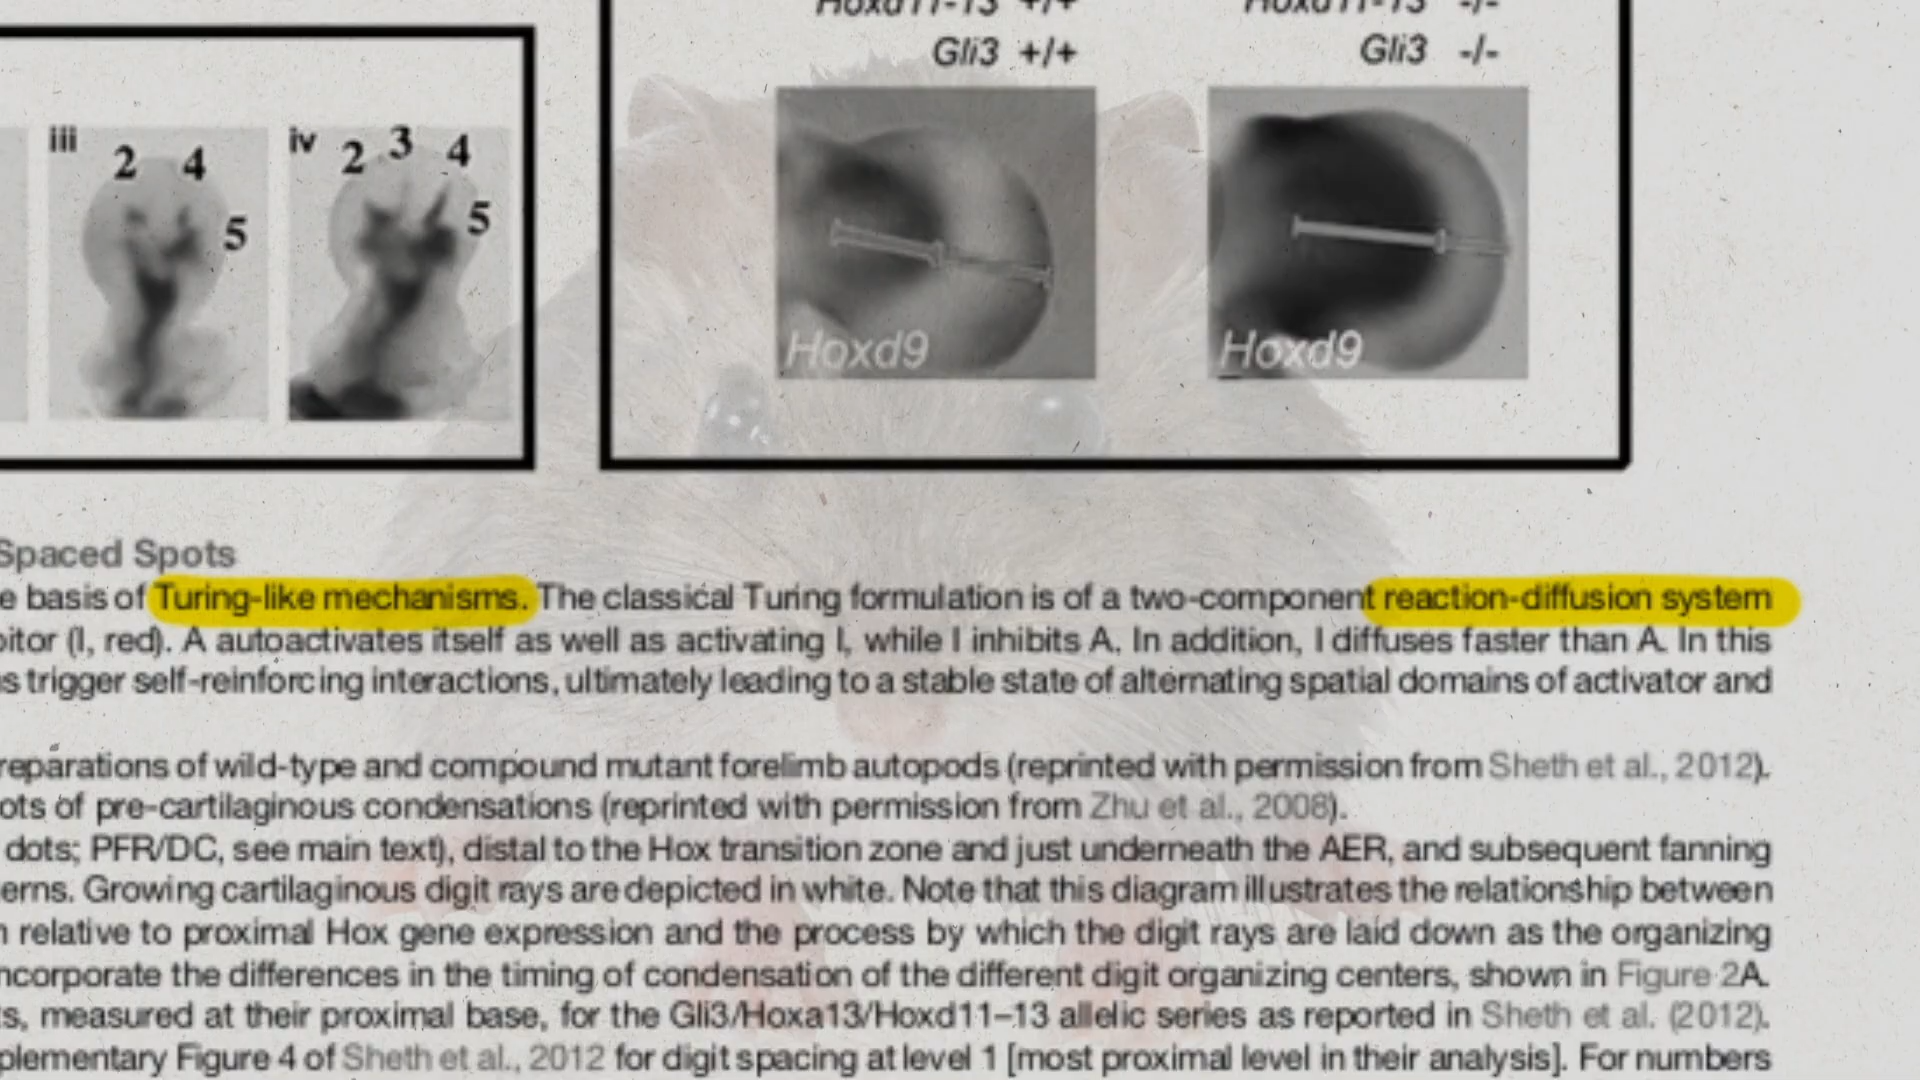 Hoxd11-13 +/+ Hoxd11-13 -/-
Gli3 +/+ Gli3 -/-
iii 2 4 5
iv 2 3 4 5
Hoxd9 Hoxd9
Spaced Spots
basis of Turing-like mechanisms. The classical Turing formulation is of a two-component reaction-diffusion system
(I, red). A autoactivates itself as well as activating I, while I inhibits A. In addition, I diffuses faster than A. In this
trigger self-reinforcing interactions, ultimately leading to a stable state of alternating spatial domains of activator and
reparations of wild-type and compound mutant forelimb autopods (reprinted with permission from Sheth et al., 2012).
ots of pre-cartilaginous condensations (reprinted with permission from Zhu et al., 2008).
dots; PFR/DC, see main text), distal to the Hox transition zone and just underneath the AER, and subsequent fanning
erns. Growing cartilaginous digit rays are depicted in white. Note that this diagram illustrates the relationship between
relative to proximal Hox gene expression and the process by which the digit rays are laid down as the organizing
ncorporate the differences in the timing of condensation of the different digit organizing centers, shown in Figure 2A.
s, measured at their proximal base, for the Gli3/Hoxa13/Hoxd11–13 allelic series as reported in Sheth et al. (2012).
plementary Figure 4 of Sheth et al., 2012 for digit spacing at level 1 [most proximal level in their analysis]. For numbers